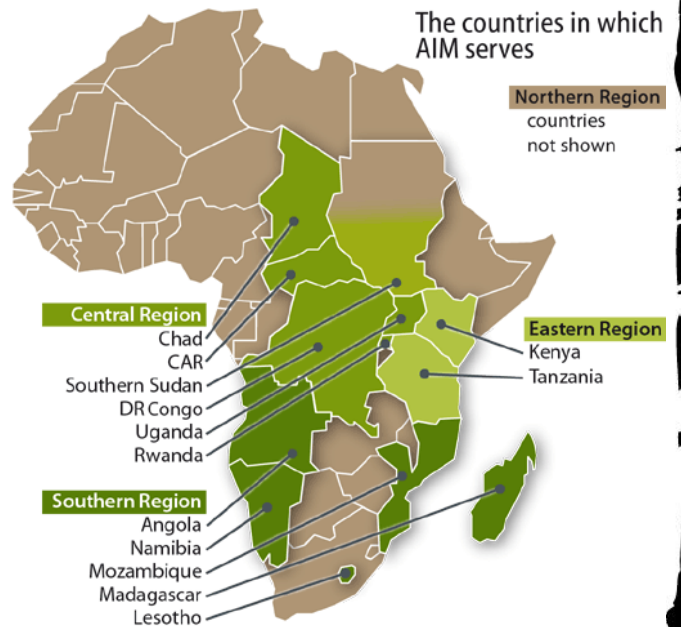 The countries in which
AIM serves
Northern Region
countries
not shown
Central Region
Chad
CAR
Southern Sudan
DR Congo
Uganda
Rwanda
Eastern Region
Kenya
Tanzania
Southern Region
Angola
Namibia
Mozambique
Madagascar
Lesotho